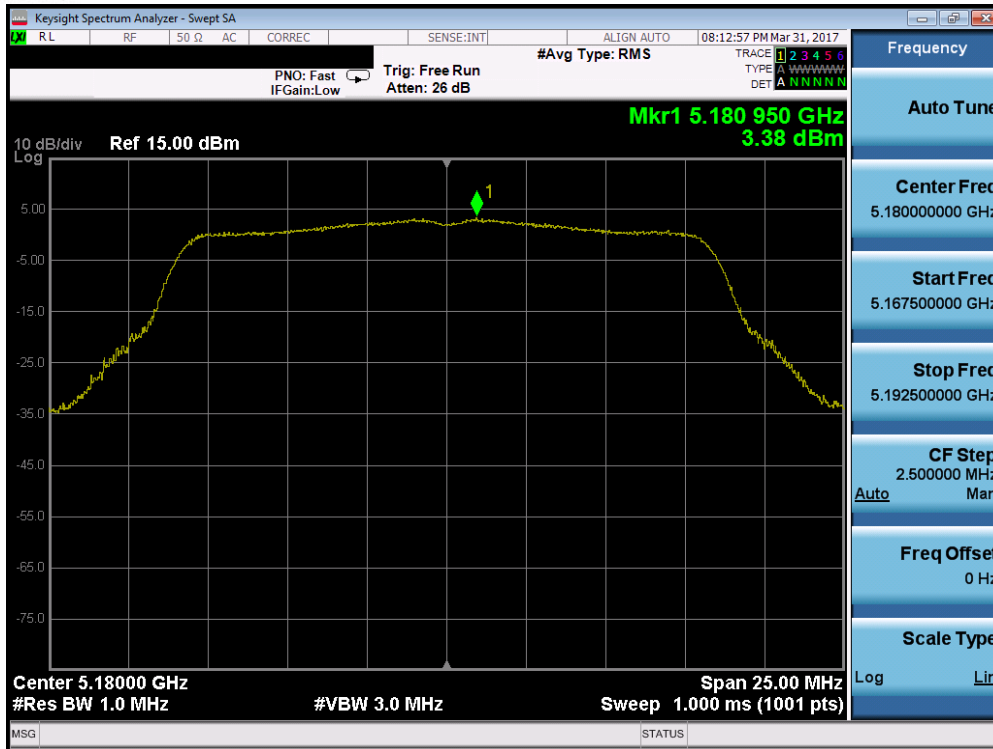 Keysight Spectrum Analyzer - Swept SA
LXI RL RF 50 Ω AC CORREC SENSE:INT ALIGN AUTO 08:12:57 PM Mar 31, 2017
Frequency
#Avg Type: RMS
TRACE 1 2 3 4 5 6
PNO: Fast Trig: Free Run
TYPE A WWWWW
IFGain:Low Atten: 26 dB
DET A N N N N N
Auto Tune
Mkr1 5.180 950 GHz
10 dB/div Ref 15.00 dBm 3.38 dBm
Log
1
5.00
-5.00
-15.0
-25.0
-35.0
-45.0
-55.0
-65.0
-75.0
Center 5.18000 GHz Span 25.00 MHz
#Res BW 1.0 MHz #VBW 3.0 MHz Sweep 1.000 ms (1001 pts)
Center Freq
5.180000000 GHz
Start Freq
5.167500000 GHz
Stop Freq
5.192500000 GHz
CF Step
2.500000 MHz
Auto Man
Freq Offset
0 Hz
Scale Type
Log Lin
MSG STATUS